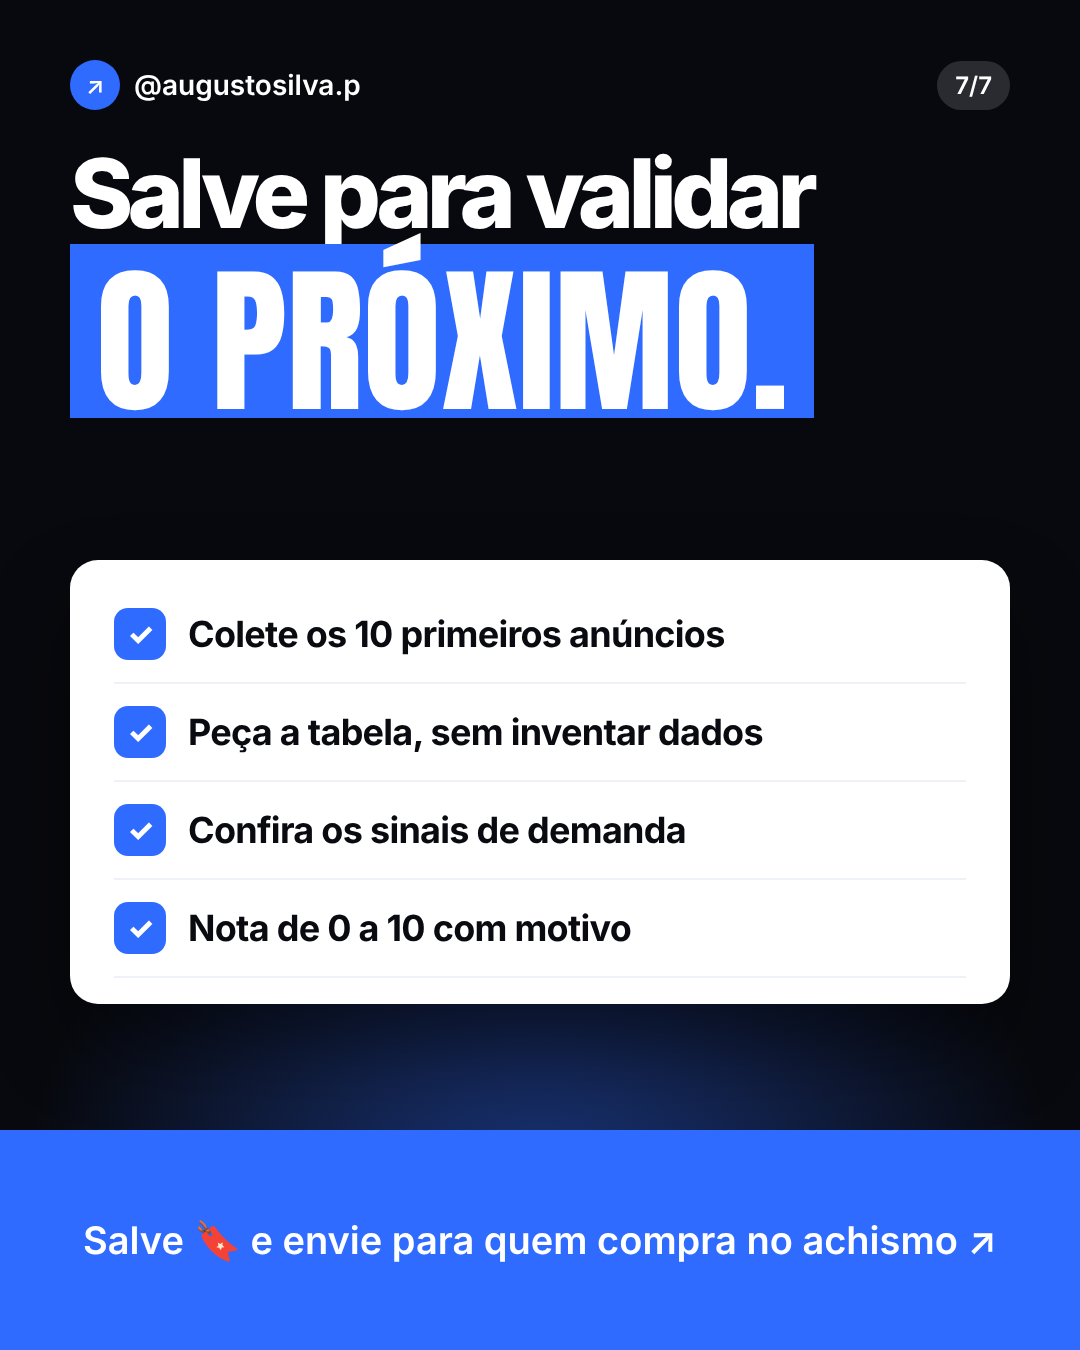 @augustosilva.p
7/7
Salve para validar
O PRÓXIMO.
Colete os 10 primeiros anúncios
Peça a tabela, sem inventar dados
Confira os sinais de demanda
Nota de 0 a 10 com motivo
Salve 🔖 e envie para quem compra no achismo ↗